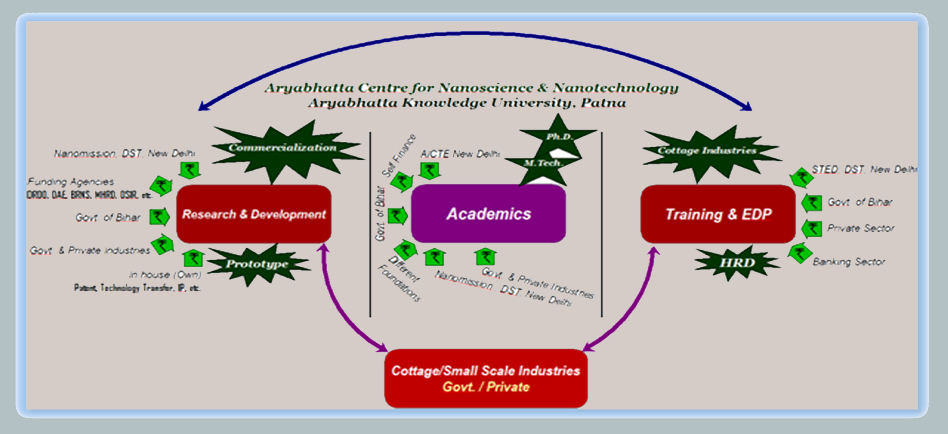 Aryabhatta Centre for Nanoscience & Nanotechnology
Aryabhatta Knowledge University, Patna
Commercialization
Nanomission DST New Delhi
Funding Agencies
DRDO, DAE, BRNS, MHRD, DSIR, etc.
Govt of Bihar
Govt & Private industries
In house (Own)
Patent, Technology Transfer, IP, etc.
Research & Development
Prototype
Self Finance
AICTE New Delhi
Ph.D.
M.Tech.
Govt of Bihar
Academics
Different
Foundations
Nanomission DST New Delhi
Govt & Private Industries
Cottage Industries
STED DST New Delhi
Govt of Bihar
Private Sector
Banking Sector
Training & EDP
HRD
Cottage/Small Scale Industries
Govt. / Private